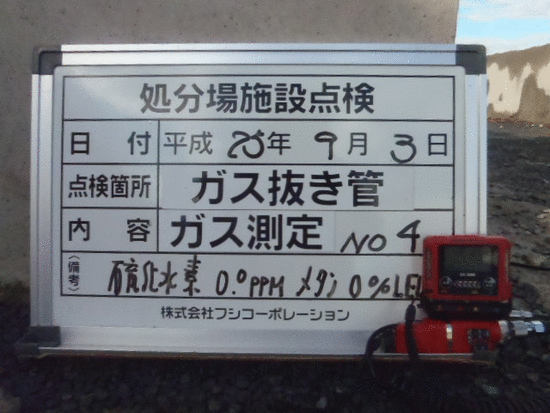 処分場施設点検
日 付 平成 25年 9月 3日
点検箇所 ガス抜き管
内 容 ガス測定 NO 4
(備考) 硫化水素 0.0PPM メタン 0%LEL
株式会社フシコーポレーション